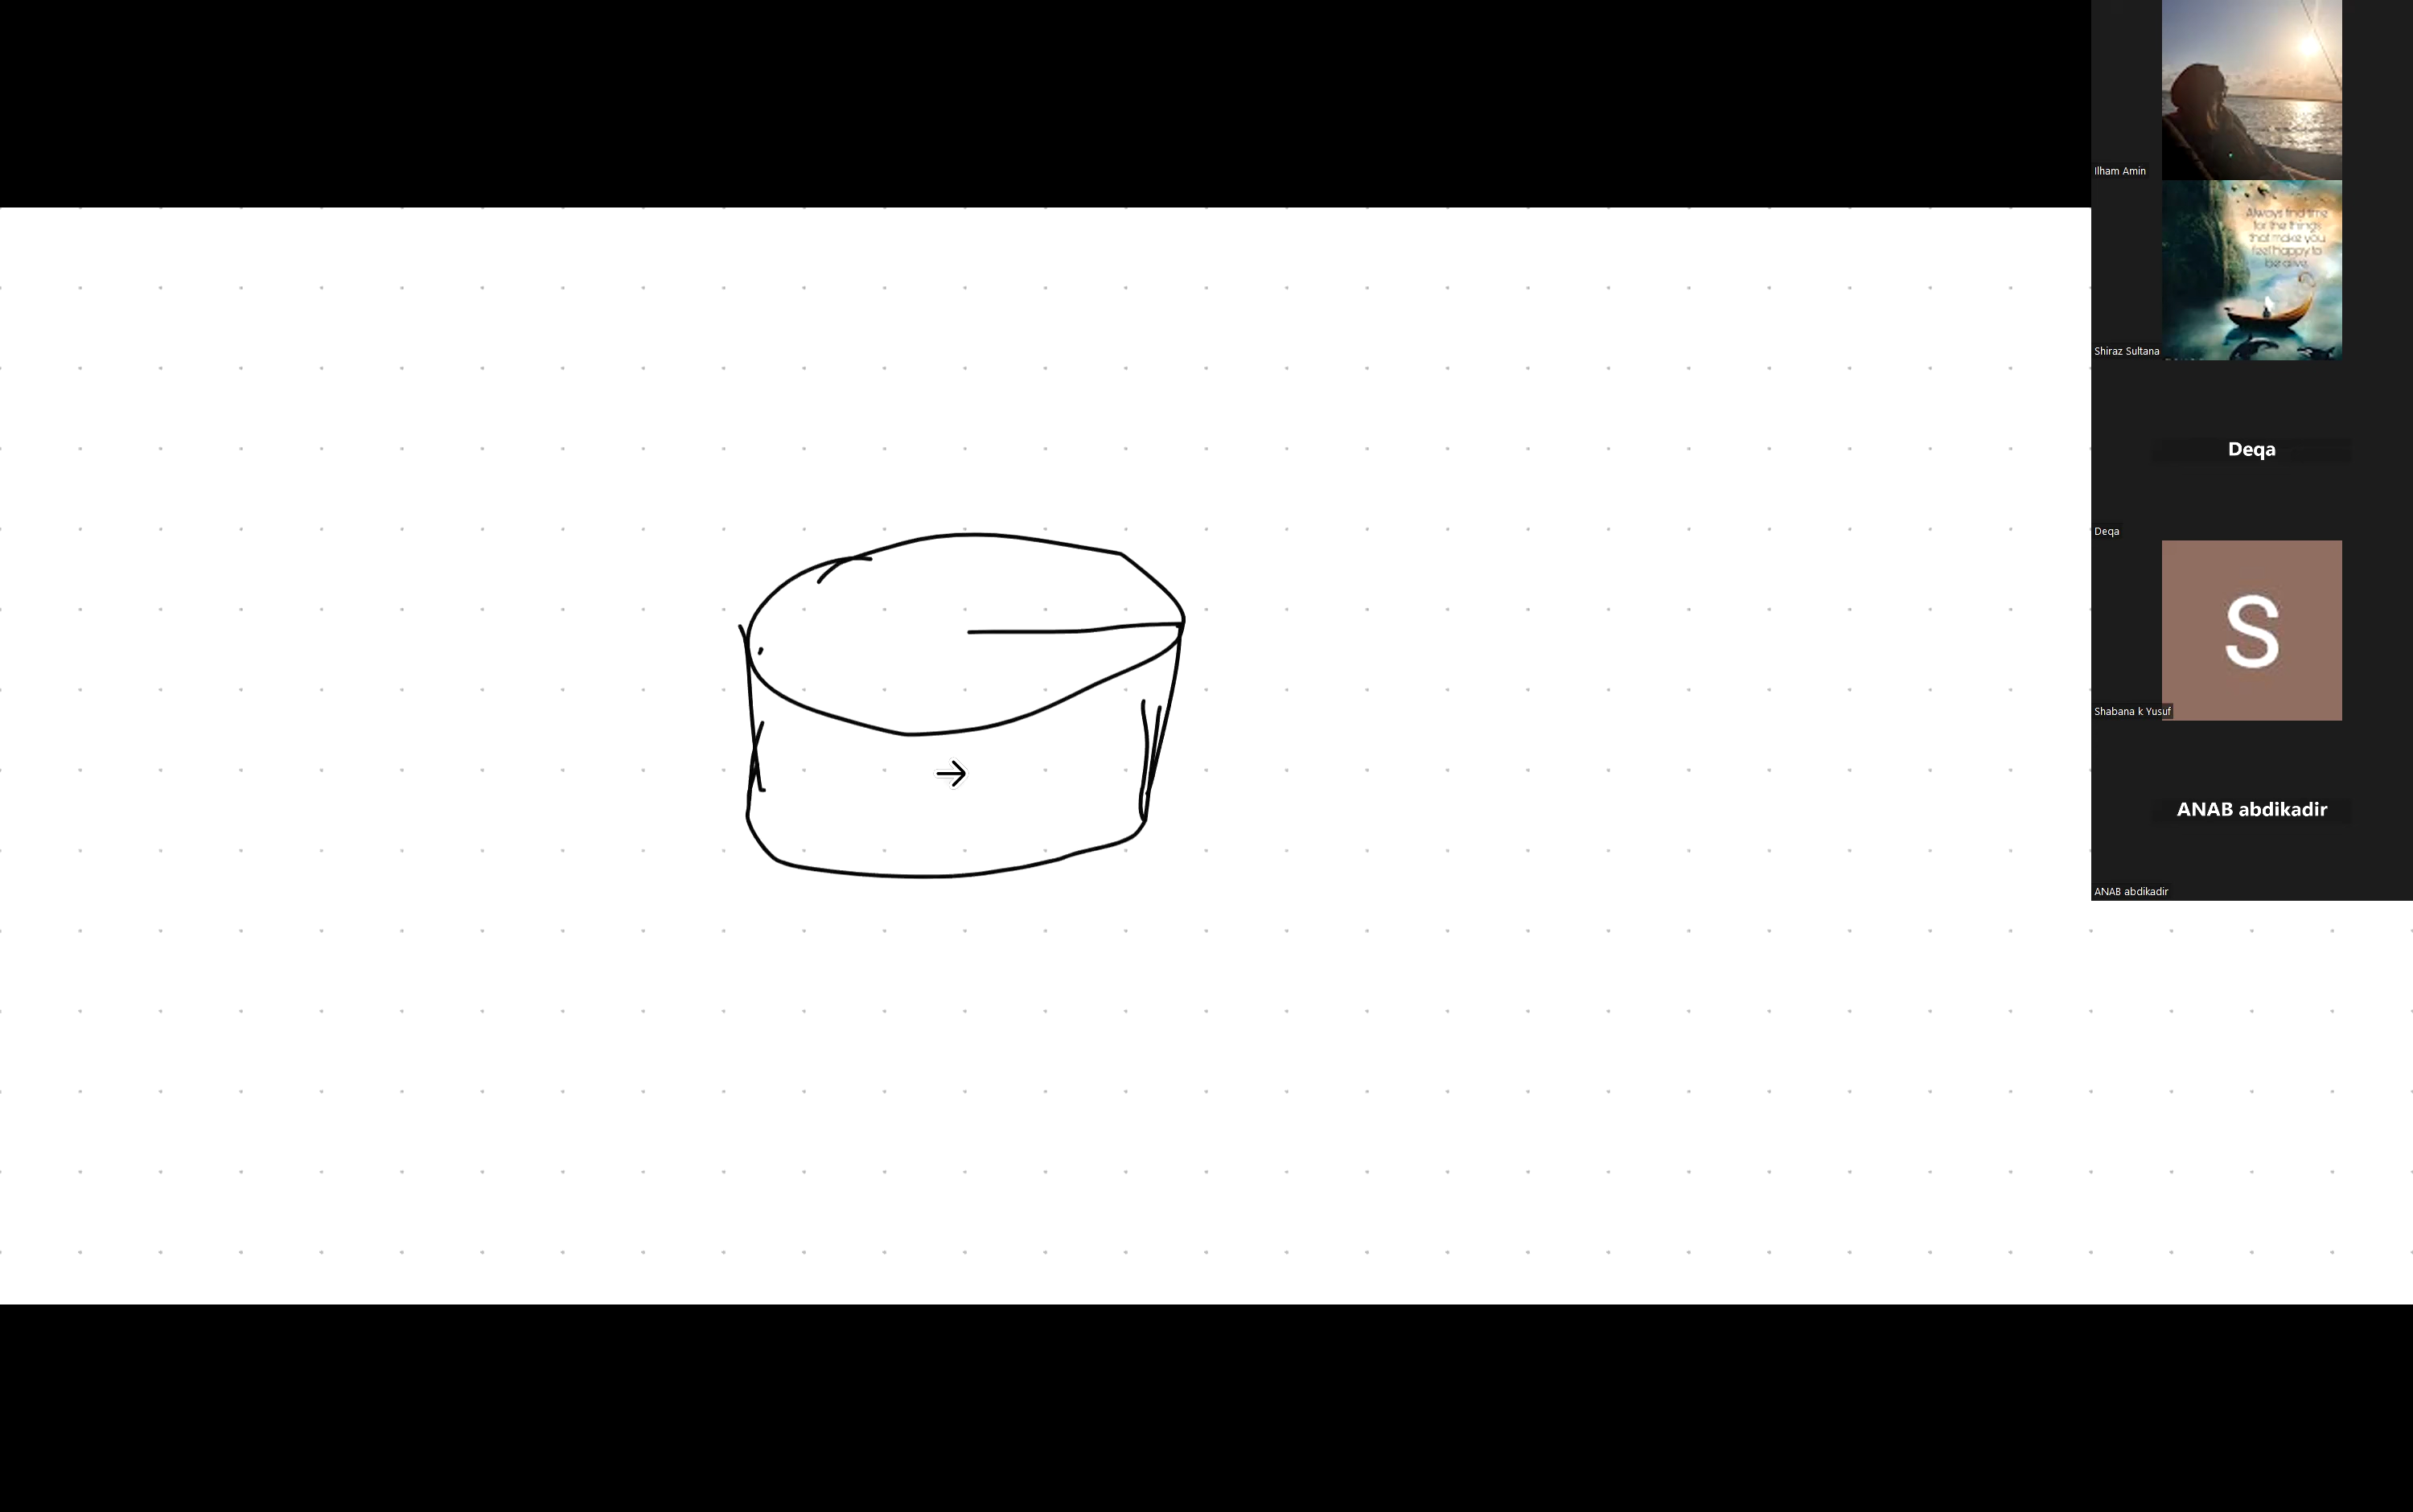 Ilham Amin
Always find time
for the things
that make you
feel happy to
be alive
Shiraz Sultana
Deqa
Deqa
S
Shabana k Yusuf
ANAB abdikadir
ANAB abdikadir